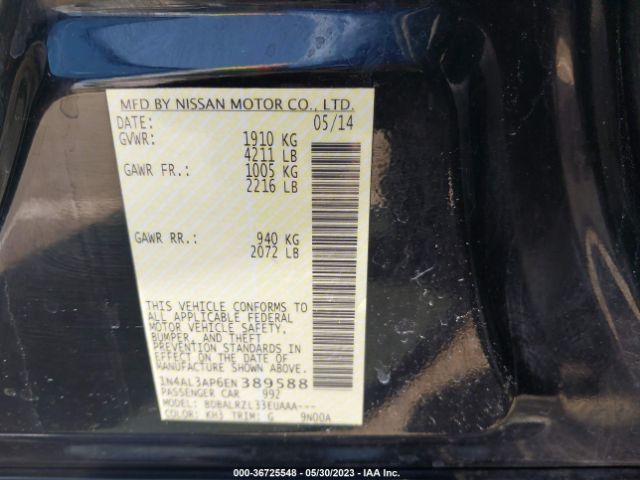 MFD BY NISSAN MOTOR CO., LTD.
DATE: 05/14
GVWR: 1910 KG
4211 LB
GAWR FR.: 1005 KG
2216 LB
GAWR RR.: 940 KG
2072 LB
THIS VEHICLE CONFORMS TO
ALL APPLICABLE FEDERAL
MOTOR VEHICLE SAFETY,
BUMPER, AND THEFT
PREVENTION STANDARDS IN
EFFECT ON THE DATE OF
MANUFACTURE SHOWN ABOVE.
1N4AL3AP6EN 389588
PASSENGER CAR 992
MODEL: BDBALRZL33EUAAA---
COLOR: KH3 TRIM: G 9N00A
000-36725548 - 05/30/2023 - IAA Inc.